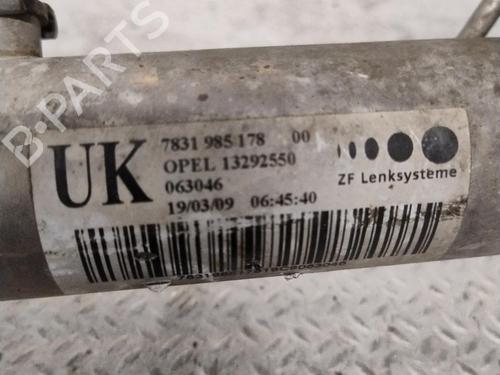 B-PARTS
UK
7831 985 178 00
OPEL 13292550
063046
19/03/09 06:45:40
ZF Lenksysteme